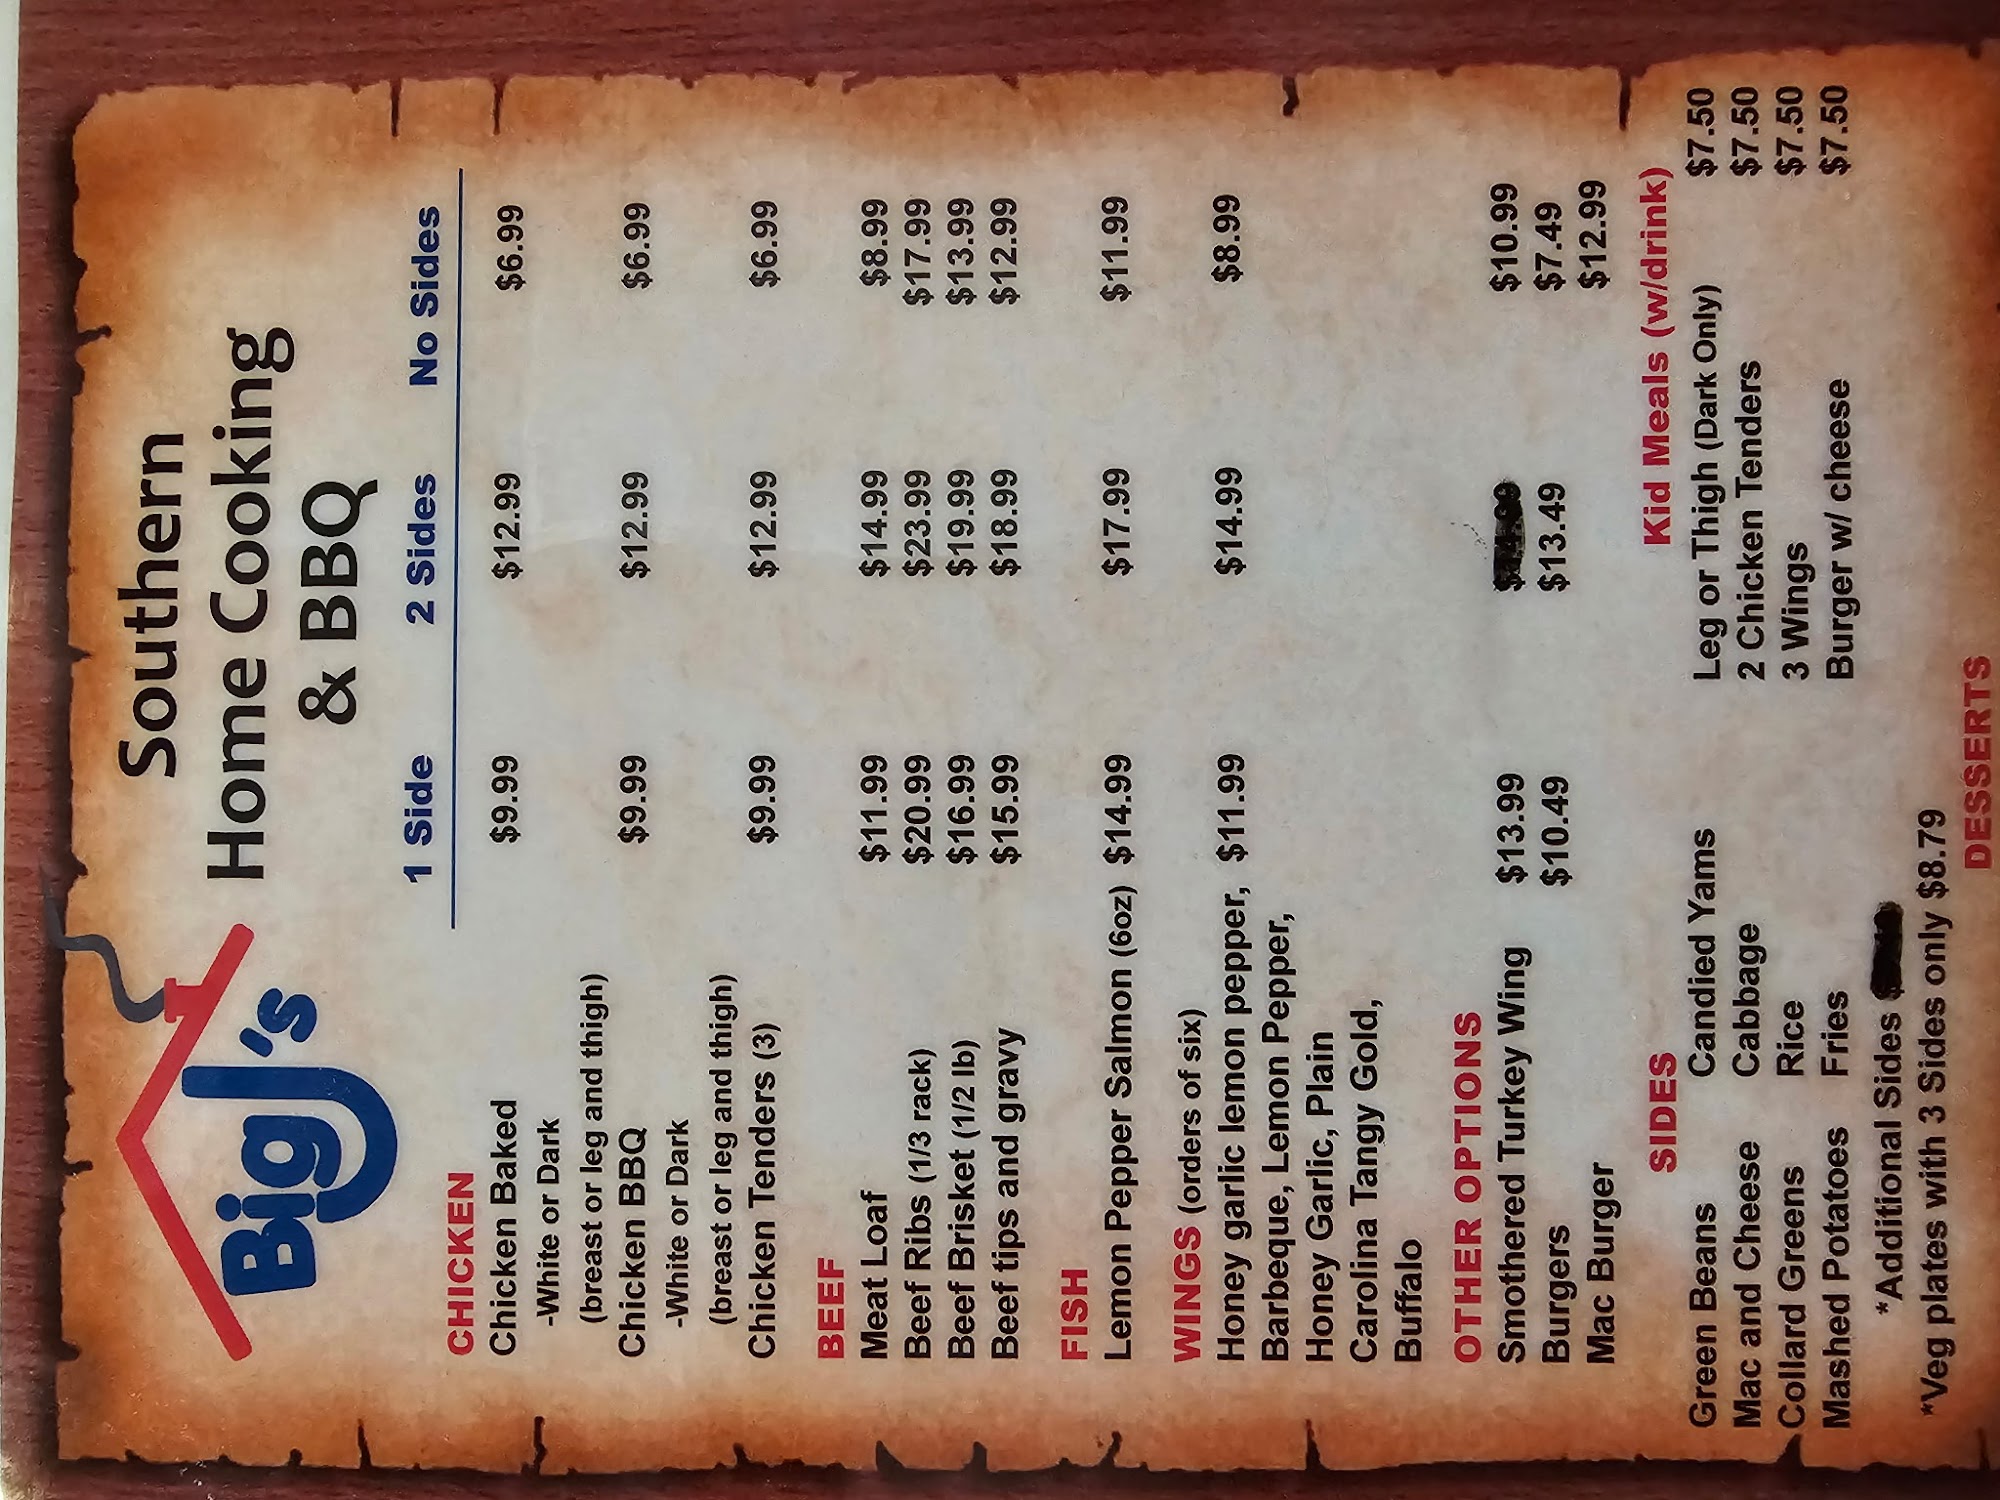 Big J's
Southern
Home Cooking
& BBQ
1 Side 2 Sides No Sides
CHICKEN
Chicken Baked $9.99 $12.99 $6.99
-White or Dark
(breast or leg and thigh)
Chicken BBQ $9.99 $12.99 $6.99
-White or Dark
(breast or leg and thigh)
Chicken Tenders (3) $9.99 $12.99 $6.99
BEEF
Meat Loaf $11.99 $14.99 $8.99
Beef Ribs (1/3 rack) $20.99 $23.99 $17.99
Beef Brisket (1/2 lb) $16.99 $19.99 $13.99
Beef tips and gravy $15.99 $18.99 $12.99
FISH
Lemon Pepper Salmon (6oz) $14.99 $17.99 $11.99
WINGS (orders of six)
Honey garlic lemon pepper, $11.99 $14.99 $8.99
Barbeque, Lemon Pepper,
Honey Garlic, Plain
Carolina Tangy Gold,
Buffalo
OTHER OPTIONS
Smothered Turkey Wing $13.99 $10.99
Burgers $10.49 $13.49 $7.49
Mac Burger $12.99
SIDES
Green Beans Candied Yams
Mac and Cheese Cabbage
Collard Greens Rice
Mashed Potatoes Fries
Kid Meals (w/drink)
Leg or Thigh (Dark Only) $7.50
2 Chicken Tenders $7.50
3 Wings $7.50
Burger w/ cheese $7.50
*Additional Sides
*Veg plates with 3 Sides only $8.79
DESSERTS